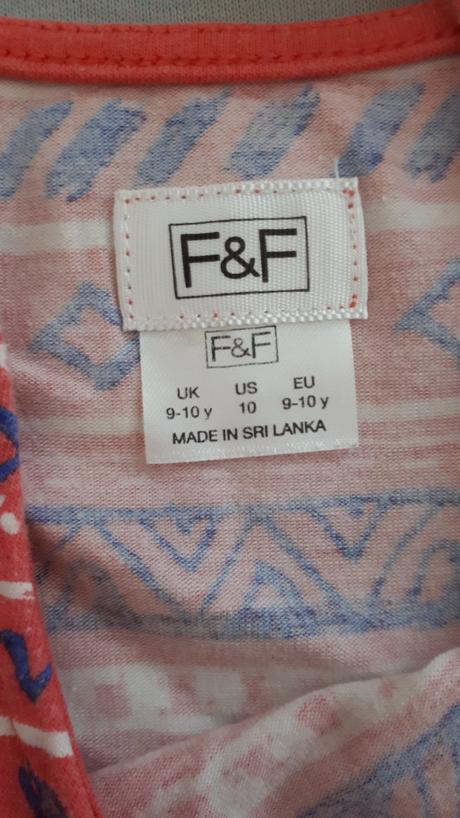 F&F
F&F
UK US EU
9-10 y 10 9-10 y
MADE IN SRI LANKA